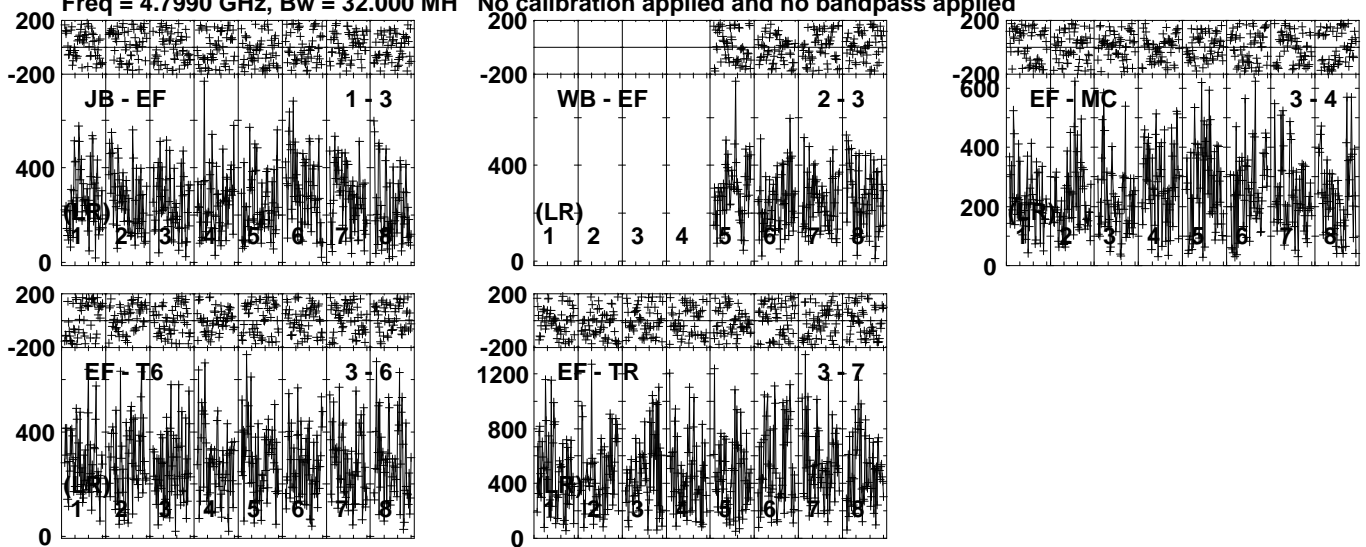 Freq = 4.7990 GHz, Bw = 32.000 MH No calibration applied and no bandpass applied
200
-200
JB - EF 1 - 3
400
(LR)
1 2 3 4 5 6 7 8
0
200
-200
WB - EF 2 - 3
400
(LR)
1 2 3 4 5 6 7 8
0
200
-200
600
EF - MC 3 - 4
400
200
(LR)
1 2 3 4 5 6 7 8
0
200
-200
EF - T6 3 - 6
400
(LR)
1 2 3 4 5 6 7 8
0
200
-200
1200
EF - TR 3 - 7
800
400
(LR)
1 2 3 4 5 6 7 8
0